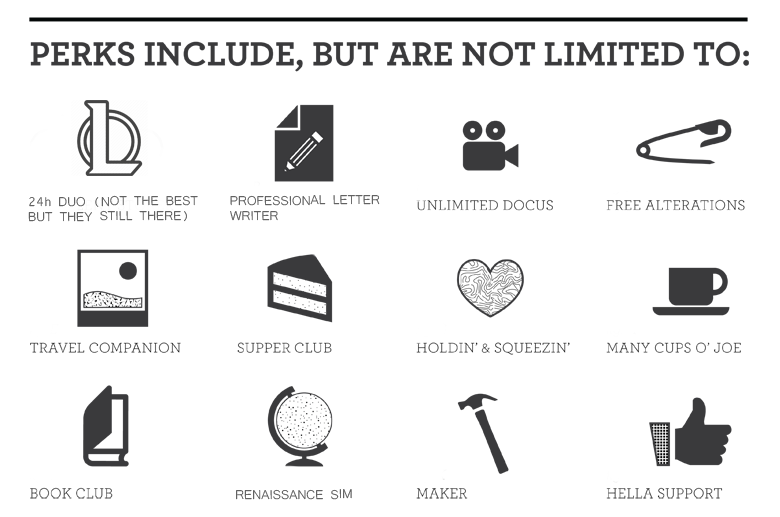 PERKS INCLUDE, BUT ARE NOT LIMITED TO:
24h DUO (NOT THE BEST
BUT THEY STILL THERE)
PROFESSIONAL LETTER
WRITER
UNLIMITED DOCUS
FREE ALTERATIONS
TRAVEL COMPANION
SUPPER CLUB
HOLDIN' & SQUEEZIN'
MANY CUPS O' JOE
BOOK CLUB
RENAISSANCE SIM
MAKER
HELLA SUPPORT